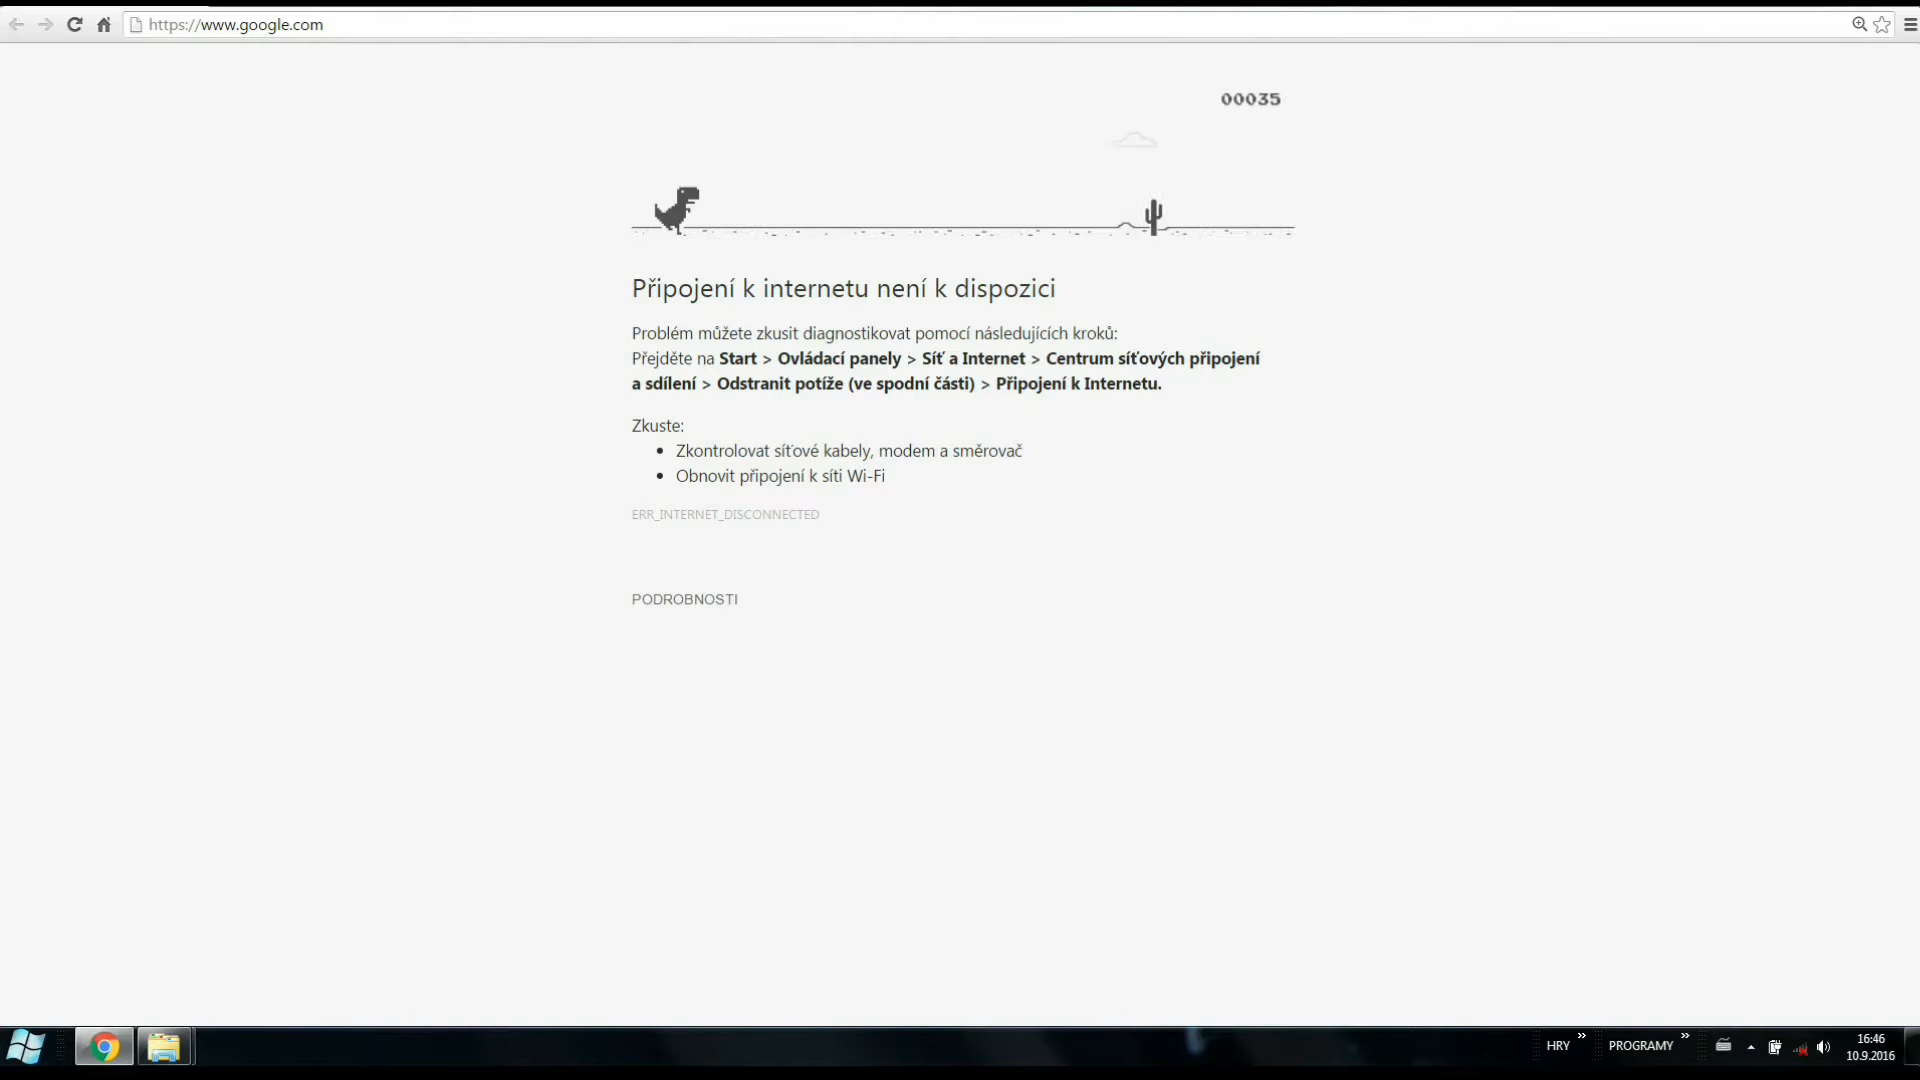 https://www.google.com
00035
Připojení k internetu není k dispozici
Problém můžete zkusit diagnostikovat pomocí následujících kroků:
Přejděte na Start > Ovládací panely > Síť a Internet > Centrum síťových připojení
a sdílení > Odstranit potíže (ve spodní části) > Připojení k Internetu.
Zkuste:
• Zkontrolovat síťové kabely, modem a směrovač
• Obnovit připojení k síti Wi-Fi
ERR_INTERNET_DISCONNECTED
PODROBNOSTI
HRY » PROGRAMY » 16:46
10.9.2016